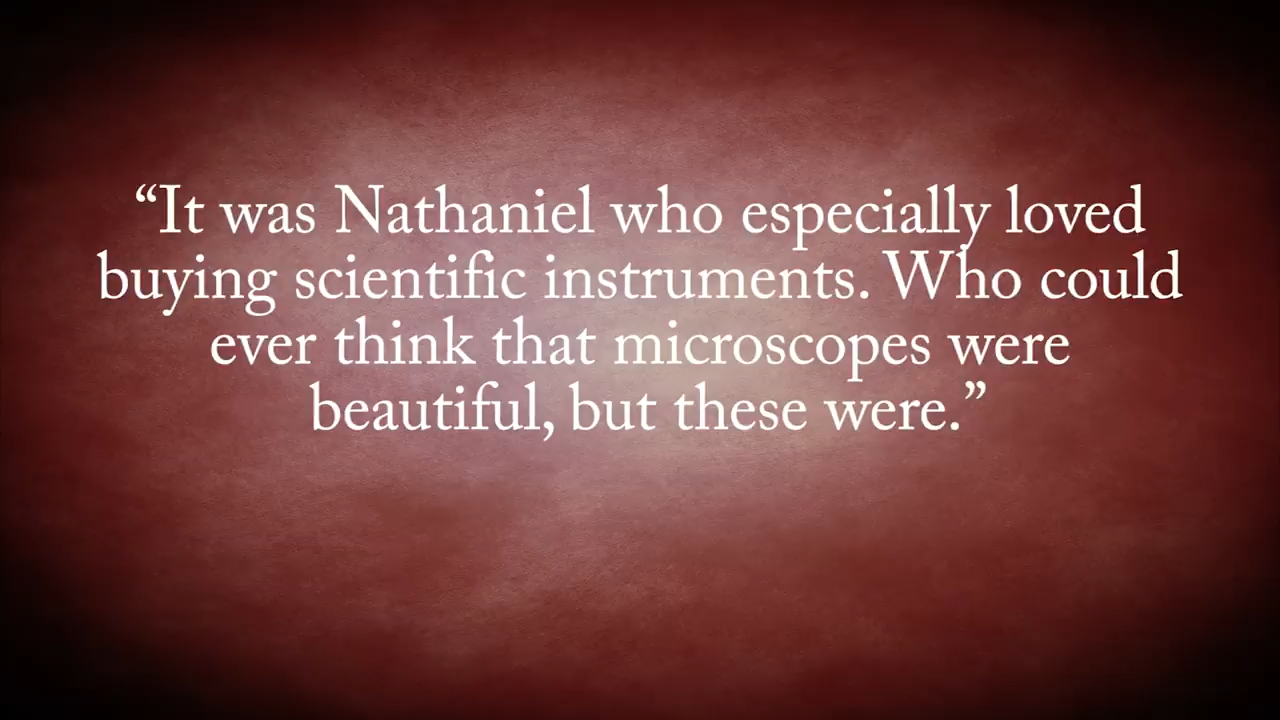 “It was Nathaniel who especially loved
buying scientific instruments. Who could
ever think that microscopes were
beautiful, but these were.”